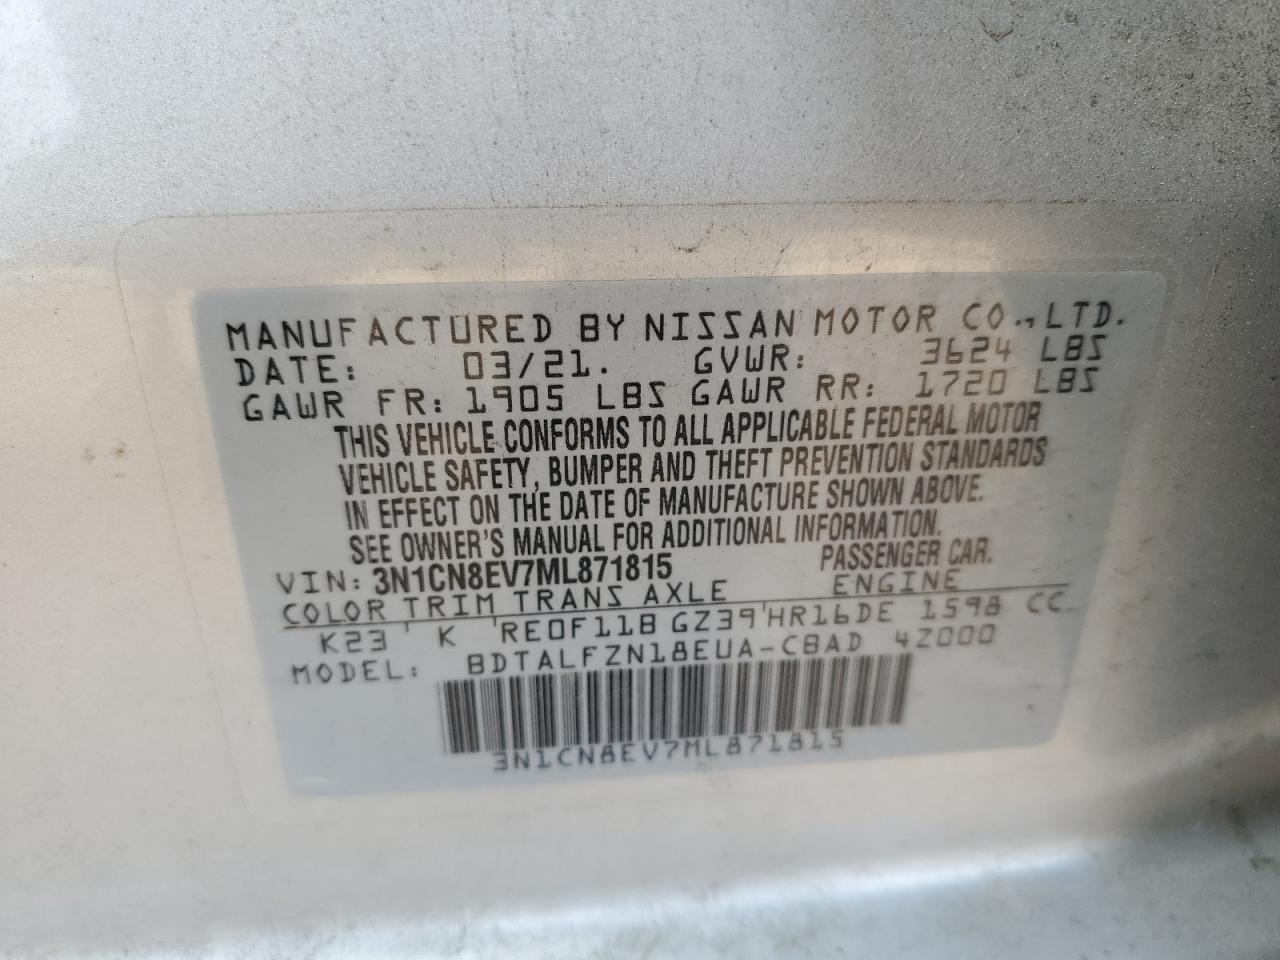 MANUFACTURED BY NISSAN MOTOR CO., LTD.
DATE: 03/21. GVWR: 3624 LBS
GAWR FR: 1905 LBS GAWR RR: 1720 LBS
THIS VEHICLE CONFORMS TO ALL APPLICABLE FEDERAL MOTOR
VEHICLE SAFETY, BUMPER AND THEFT PREVENTION STANDARDS
IN EFFECT ON THE DATE OF MANUFACTURE SHOWN ABOVE.
SEE OWNER'S MANUAL FOR ADDITIONAL INFORMATION.
VIN: 3N1CN8EV7ML871815 PASSENGER CAR.
COLOR TRIM TRANS AXLE ENGINE
K23 K RE0F11B GZ39 HR16DE 1598 CC
MODEL: BDTALFZN18EUA-CBAD 4Z000
3N1CN8EV7ML871815